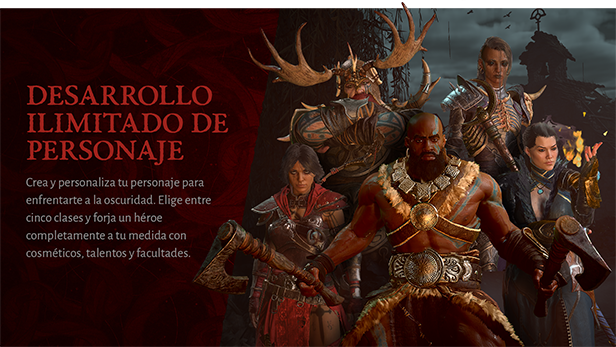 DESARROLLO
ILIMITADO DE
PERSONAJE
Crea y personaliza tu personaje para
enfrentarte a la oscuridad. Elige entre
cinco clases y forja un héroe
completamente a tu medida con
cosméticos, talentos y facultades.